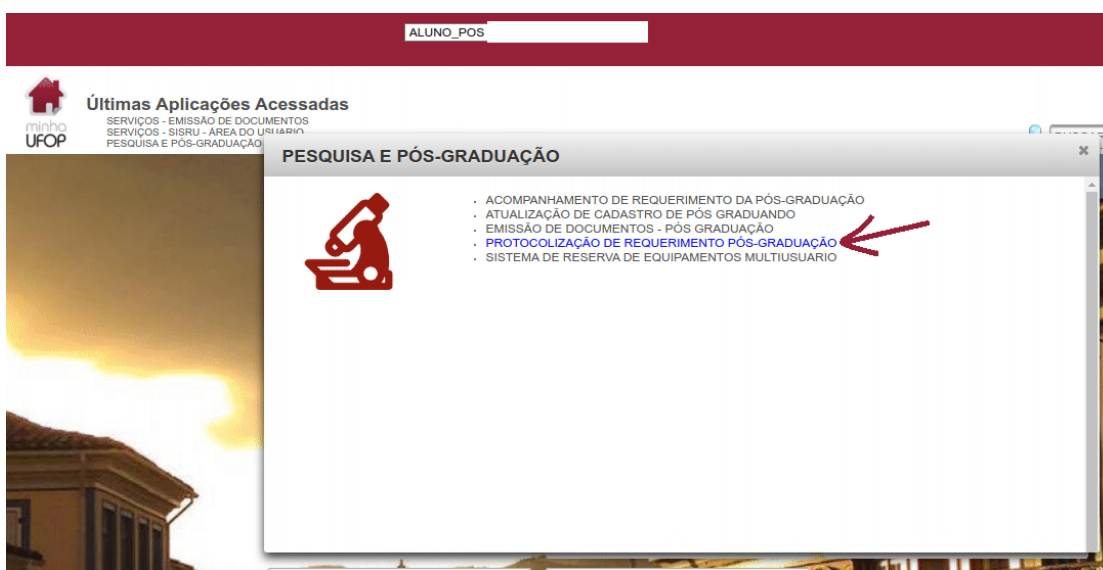 ALUNO_POS
Últimas Aplicações Acessadas
SERVIÇOS - EMISSÃO DE DOCUMENTOS
SERVIÇOS - SISRU - ÁREA DO USUARIO
PESQUISA E PÓS-GRADUAÇÃO
minha
UFOP
PESQUISA E PÓS-GRADUAÇÃO
ACOMPANHAMENTO DE REQUERIMENTO DA PÓS-GRADUAÇÃO
ATUALIZAÇÃO DE CADASTRO DE PÓS GRADUANDO
EMISSÃO DE DOCUMENTOS - PÓS GRADUAÇÃO
PROTOCOLIZAÇÃO DE REQUERIMENTO PÓS-GRADUAÇÃO
SISTEMA DE RESERVA DE EQUIPAMENTOS MULTIUSUARIO